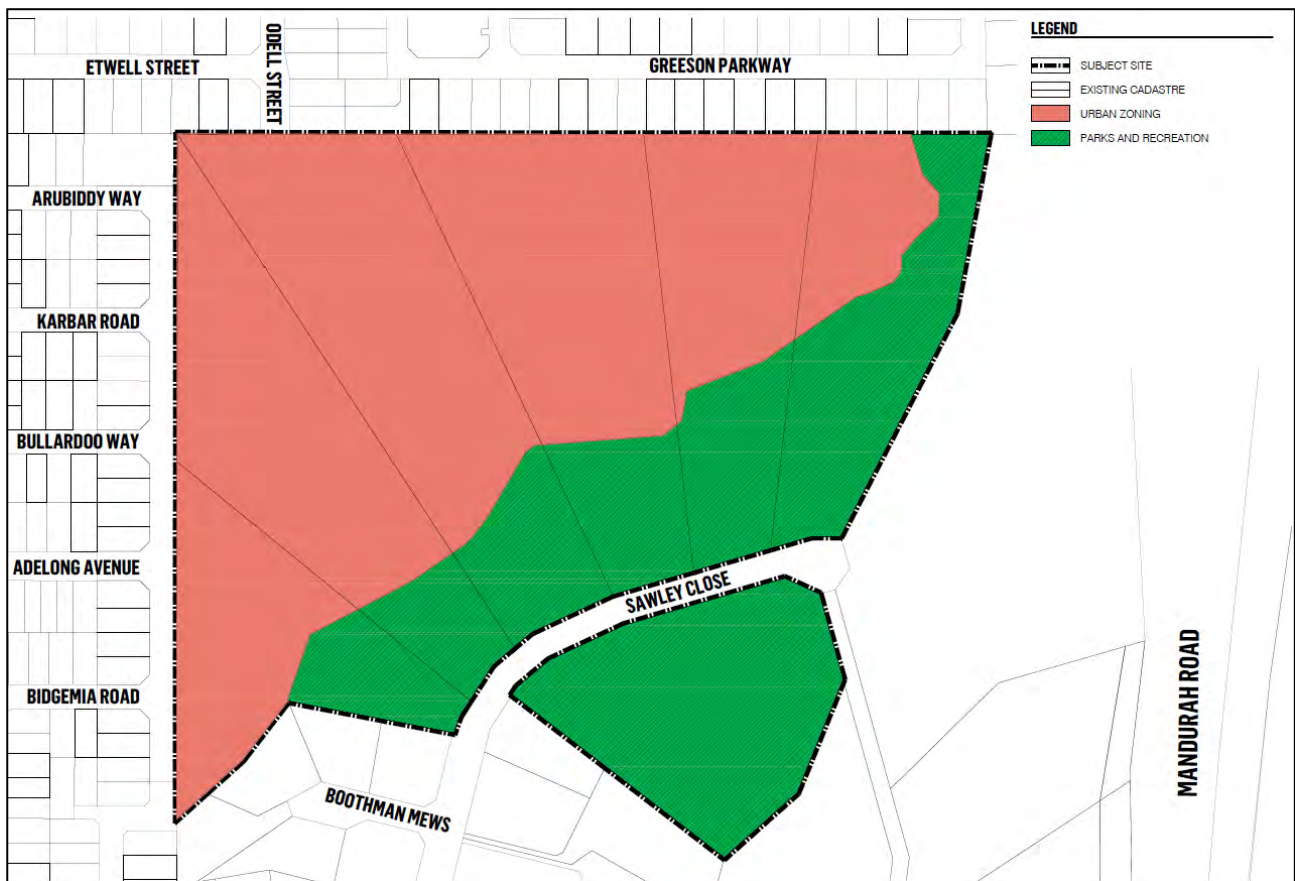 LEGEND
SUBJECT SITE
EXISTING CADASTRE
URBAN ZONING
PARKS AND RECREATION
ETWELL STREET
ODELL STREET
GREESON PARKWAY
ARUBIDDY WAY
KARBAR ROAD
BULLARDOO WAY
ADELONG AVENUE
SAWLEY CLOSE
BIDGEMIA ROAD
BOOTHMAN MEWS
MANDURAH ROAD